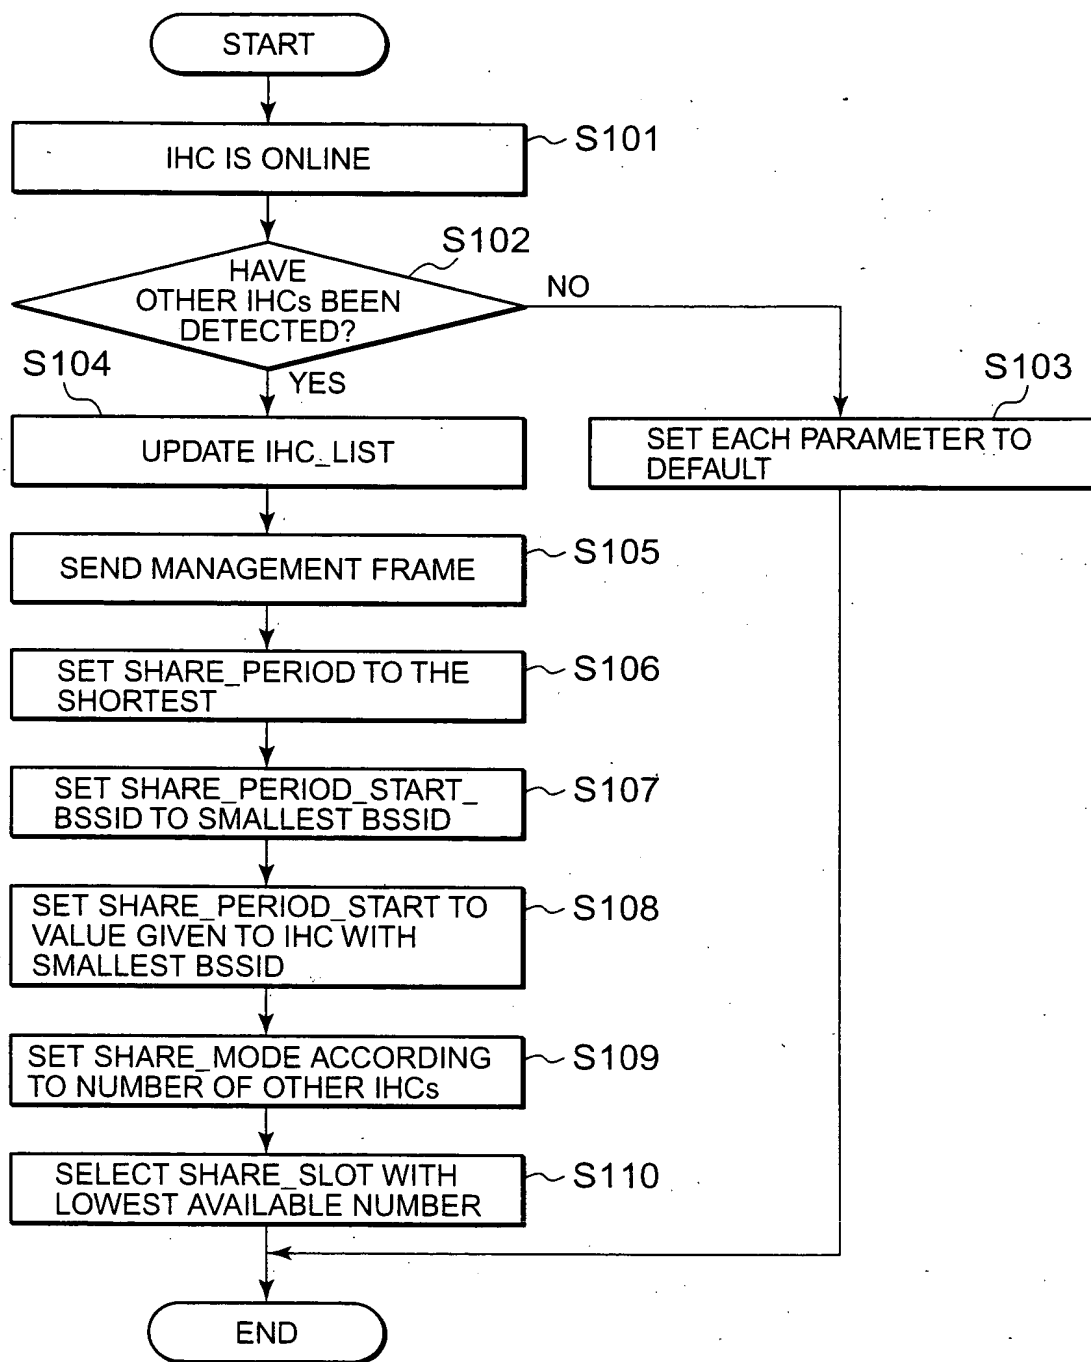 START
IHC IS ONLINE
S101
S102
HAVE
OTHER IHCs BEEN
DETECTED?
NO
YES
S104
UPDATE IHC_LIST
S103
SET EACH PARAMETER TO
DEFAULT
SEND MANAGEMENT FRAME
S105
SET SHARE_PERIOD TO THE
SHORTEST
S106
SET SHARE_PERIOD_START_
BSSID TO SMALLEST BSSID
S107
SET SHARE_PERIOD_START TO
VALUE GIVEN TO IHC WITH
SMALLEST BSSID
S108
SET SHARE_MODE ACCORDING
TO NUMBER OF OTHER IHCs
S109
SELECT SHARE_SLOT WITH
LOWEST AVAILABLE NUMBER
S110
END